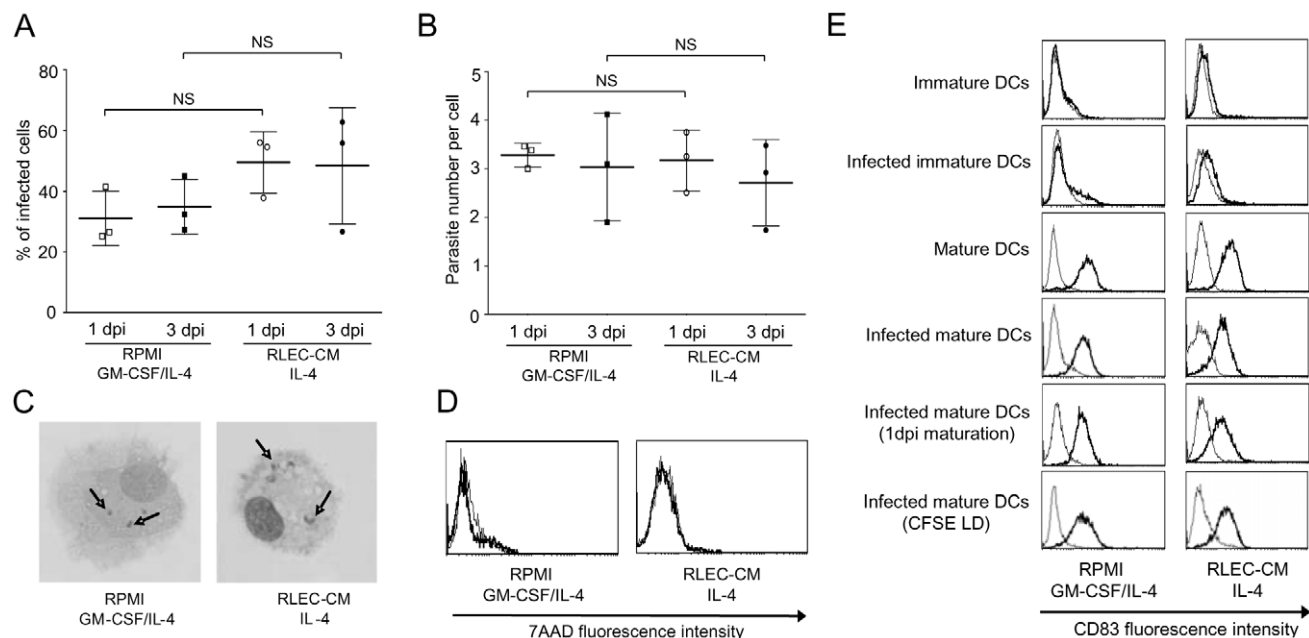 A
NS
NS
% of infected cells
80
60
40
20
0
1 dpi 3 dpi 1 dpi 3 dpi
RPMI
GM-CSF/IL-4
RLEC-CM
IL-4
B
NS
NS
Parasite number per cell
5
4
3
2
1
0
1 dpi 3 dpi 1 dpi 3 dpi
RPMI
GM-CSF/IL-4
RLEC-CM
IL-4
C
RPMI
GM-CSF/IL-4
RLEC-CM
IL-4
D
RPMI
GM-CSF/IL-4
RLEC-CM
IL-4
7AAD fluorescence intensity
E
Immature DCs
Infected immature DCs
Mature DCs
Infected mature DCs
Infected mature DCs
(1dpi maturation)
Infected mature DCs
(CFSE LD)
RPMI
GM-CSF/IL-4
RLEC-CM
IL-4
CD83 fluorescence intensity